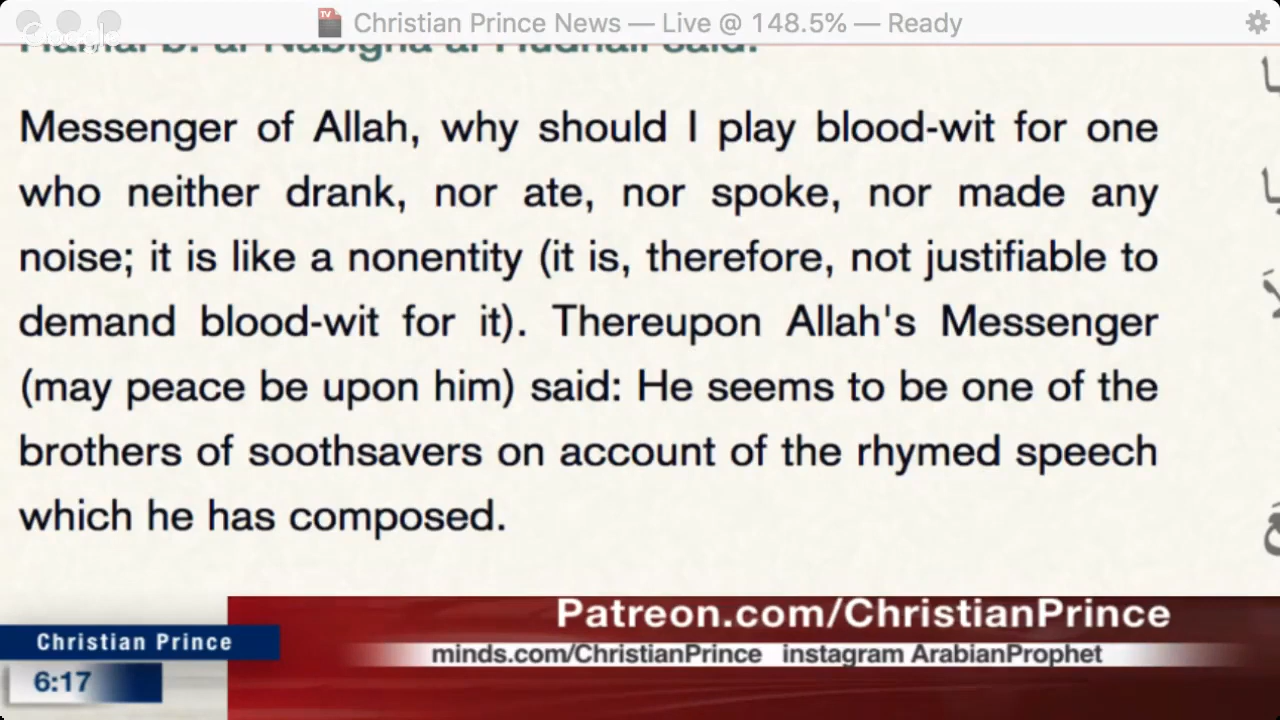 Christian Prince News — Live @ 148.5% — Ready
Google
Messenger of Allah, why should I play blood-wit for one
who neither drank, nor ate, nor spoke, nor made any
noise; it is like a nonentity (it is, therefore, not justifiable to
demand blood-wit for it). Thereupon Allah's Messenger
(may peace be upon him) said: He seems to be one of the
brothers of soothsavers on account of the rhymed speech
which he has composed.
Patreon.com/ChristianPrince
Christian Prince
minds.com/ChristianPrince instagram ArabianProphet
6:17